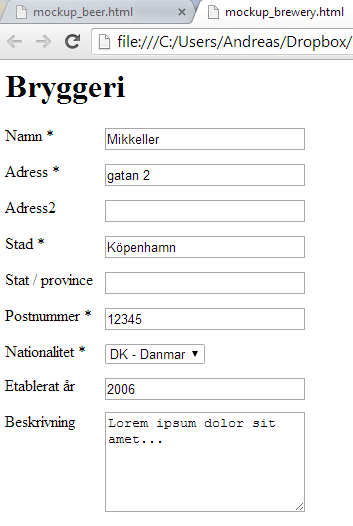 mockup_beer.html
mockup_brewery.html
file:///C:/Users/Andreas/Dropbox/
Bryggeri
Namn * Mikkeller
Adress * gatan 2
Adress2
Stad * Köpenhamn
Stat / province
Postnummer * 12345
Nationalitet * DK - Danmar
Etablerat år 2006
Beskrivning Lorem ipsum dolor sit
amet...